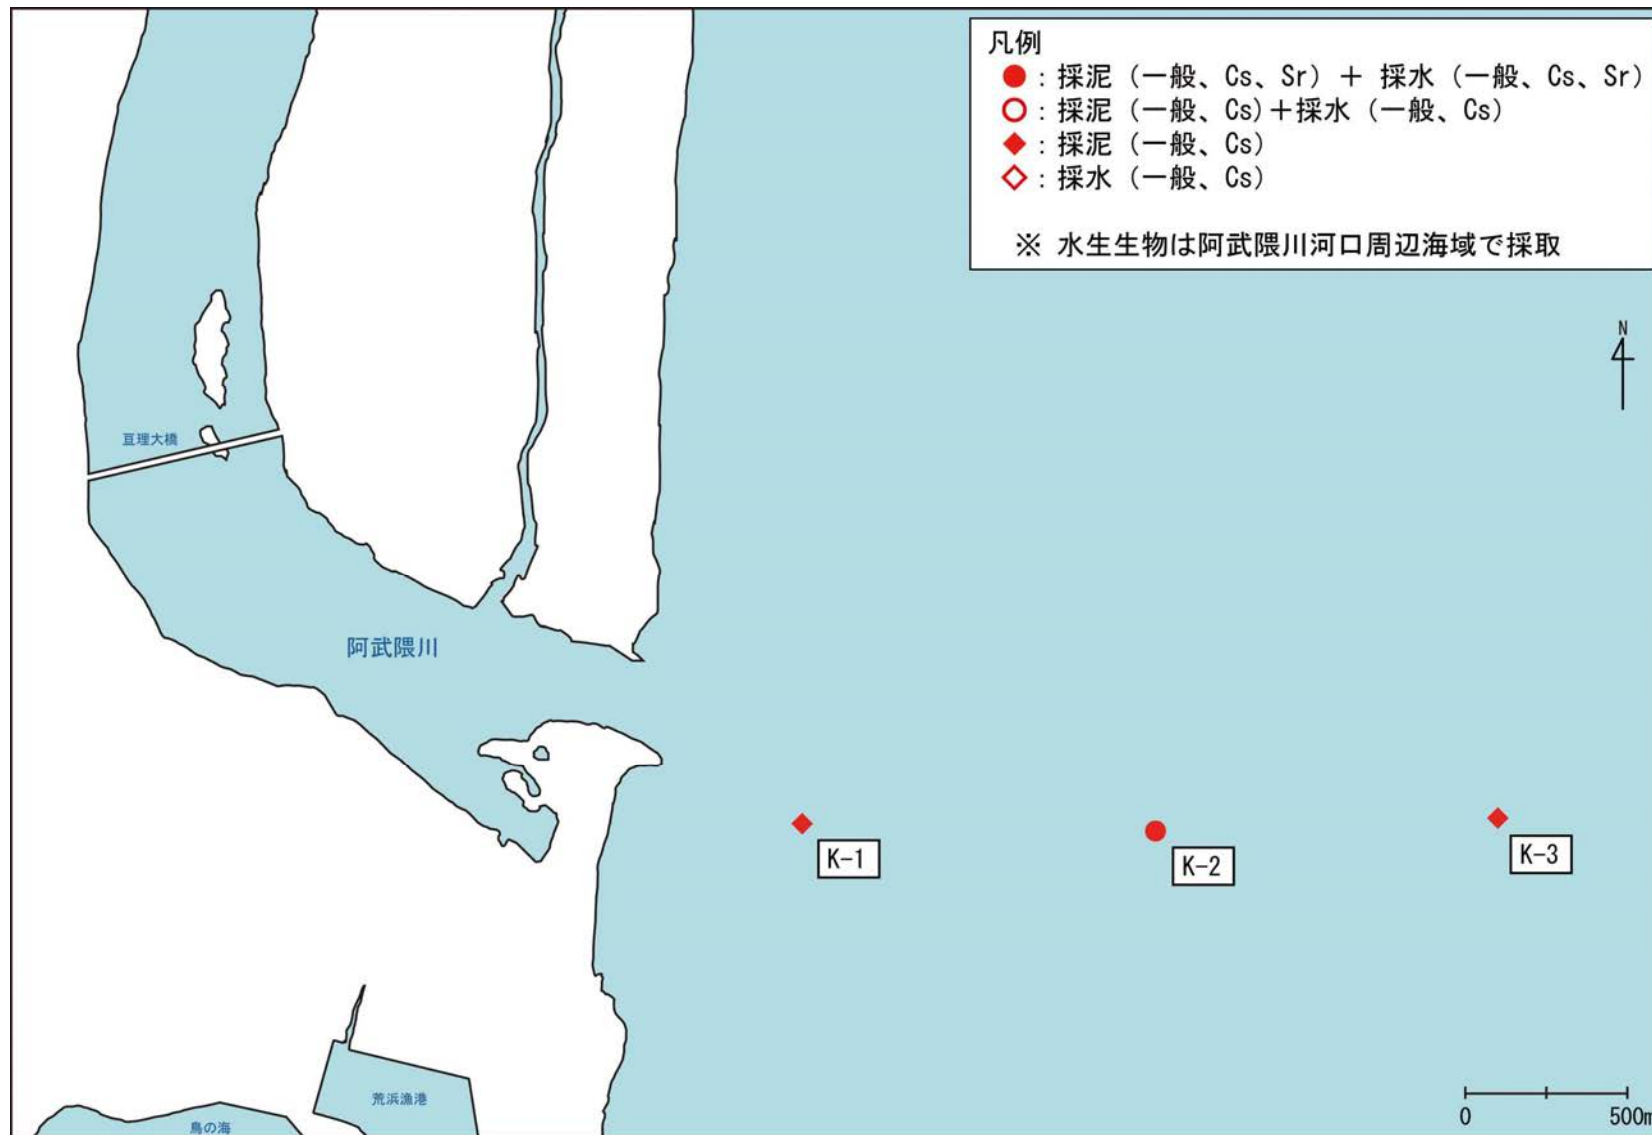 凡例
● : 採泥 (一般、Cs、Sr) + 採水 (一般、Cs、Sr)
○ : 採泥 (一般、Cs)+採水 (一般、Cs)
◆ : 採泥 (一般、Cs)
◇ : 採水 (一般、Cs)
※ 水生生物は阿武隈川河口周辺海域で採取
N
亘理大橋
阿武隈川
K-1
K-2
K-3
荒浜漁港
鳥の海
0
500m